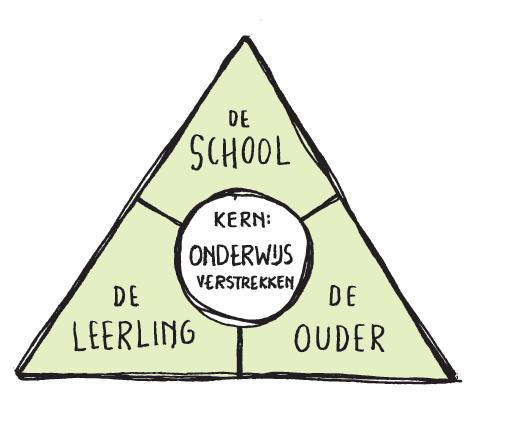 DE
SCHOOL
KERN:
ONDERWIJS
VERSTREKKEN
DE
LEERLING
DE
OUDER